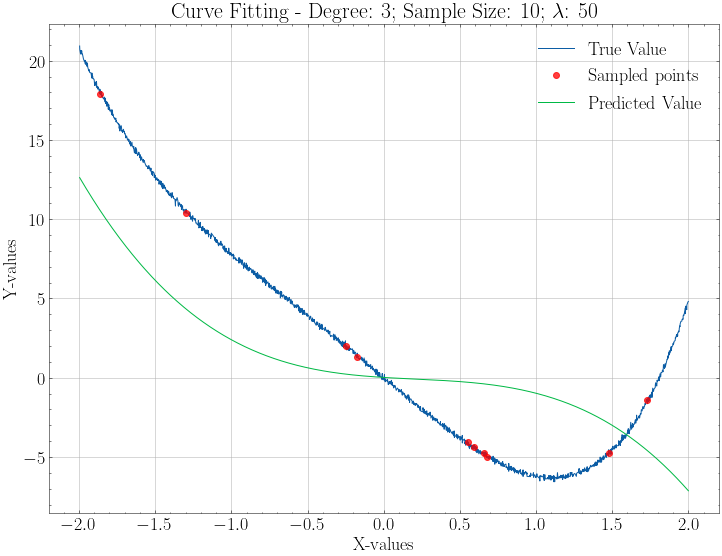 Curve Fitting - Degree: 3; Sample Size: 10; λ: 50
True Value
Sampled points
Predicted Value
Y-values
20
15
10
5
0
−5
−2.0 −1.5 −1.0 −0.5 0.0 0.5 1.0 1.5 2.0
X-values